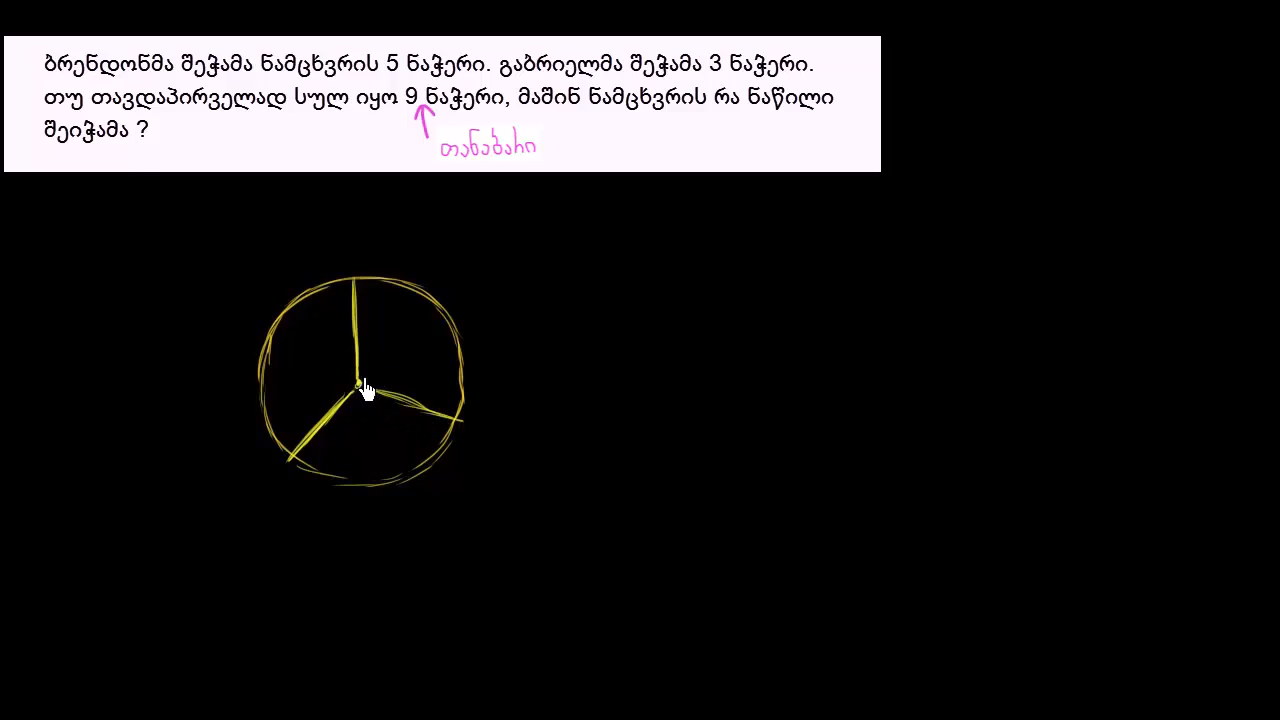 ბრენდონმა შეჭამა ნამცხვრის 5 ნაჭერი. გაბრიელმა შეჭამა 3 ნაჭერი.
თუ თავდაპირველად სულ იყო 9 ნაჭერი, მაშინ ნამცხვრის რა ნაწილი
შეიჭამა ?
თანაბარი